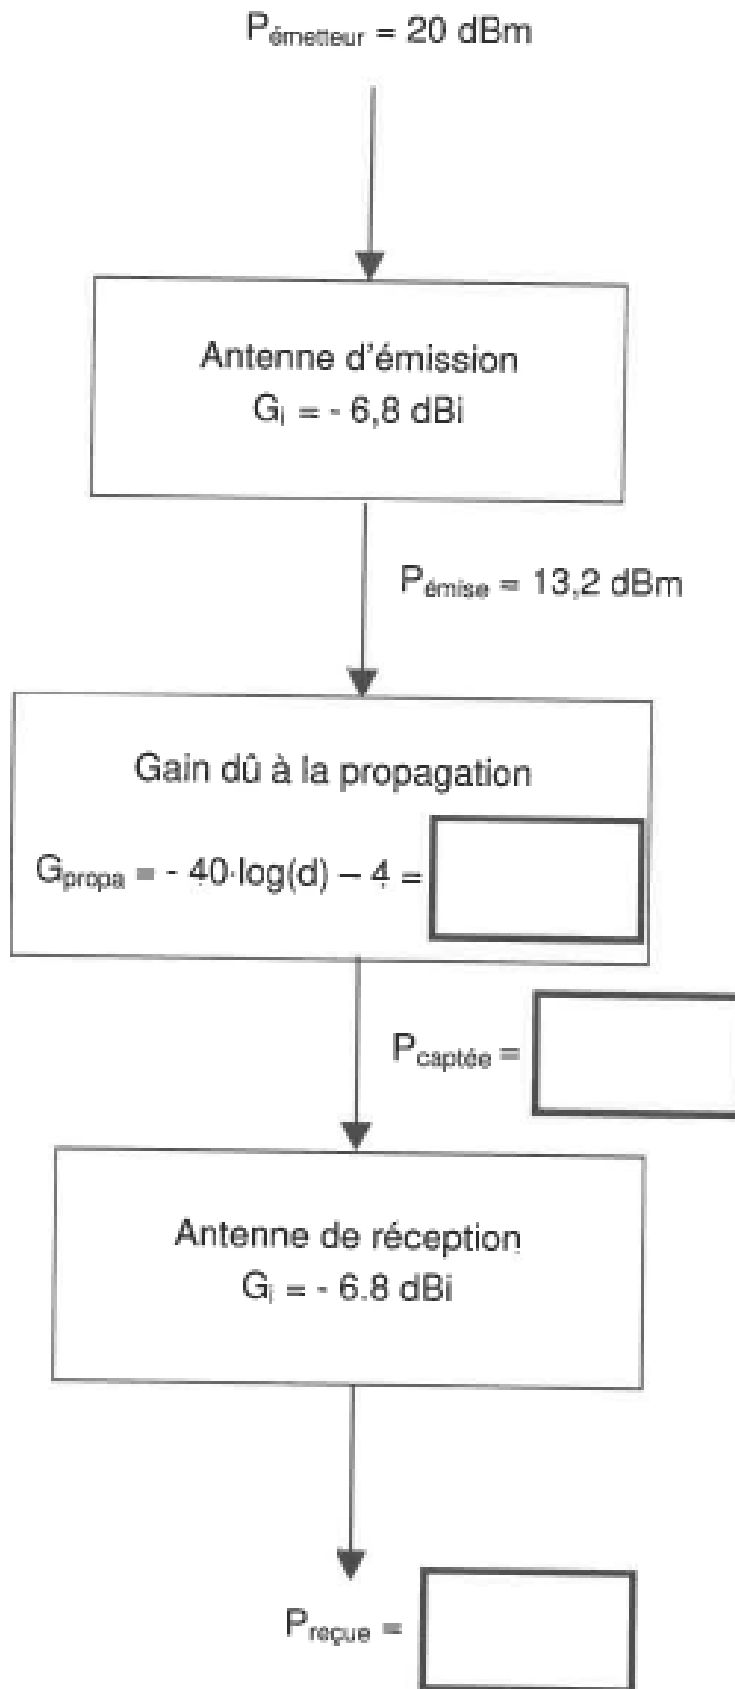 Pémetteur = 20 dBm
Antenne d'émission
Gi = - 6,8 dBi
Pémise = 13,2 dBm
Gain dû à la propagation
Gpropa = - 40·log(d) – 4 =
Pcaptée =
Antenne de réception
Gi = - 6.8 dBi
Preçue =